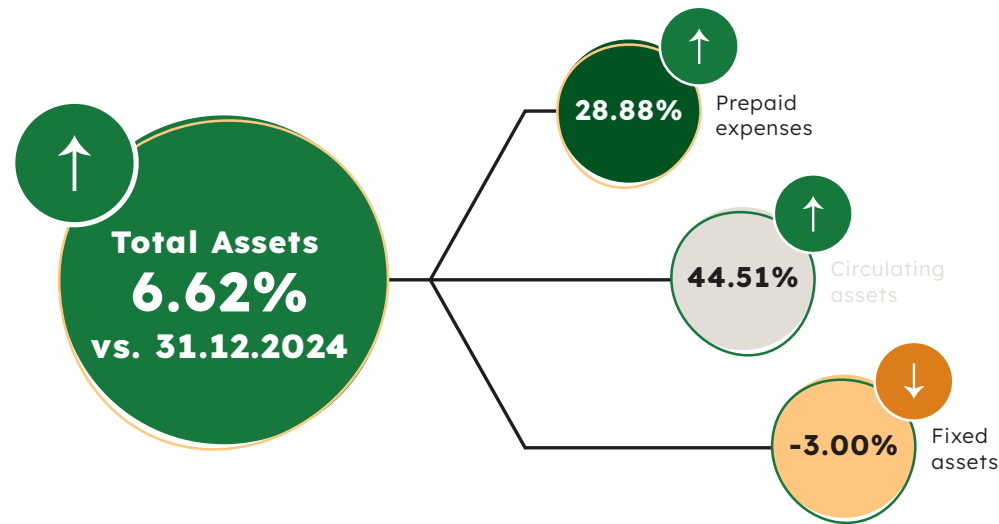 Total Assets
6.62%
vs. 31.12.2024
28.88%
Prepaid
expenses
44.51%
Circulating
assets
-3.00%
Fixed
assets